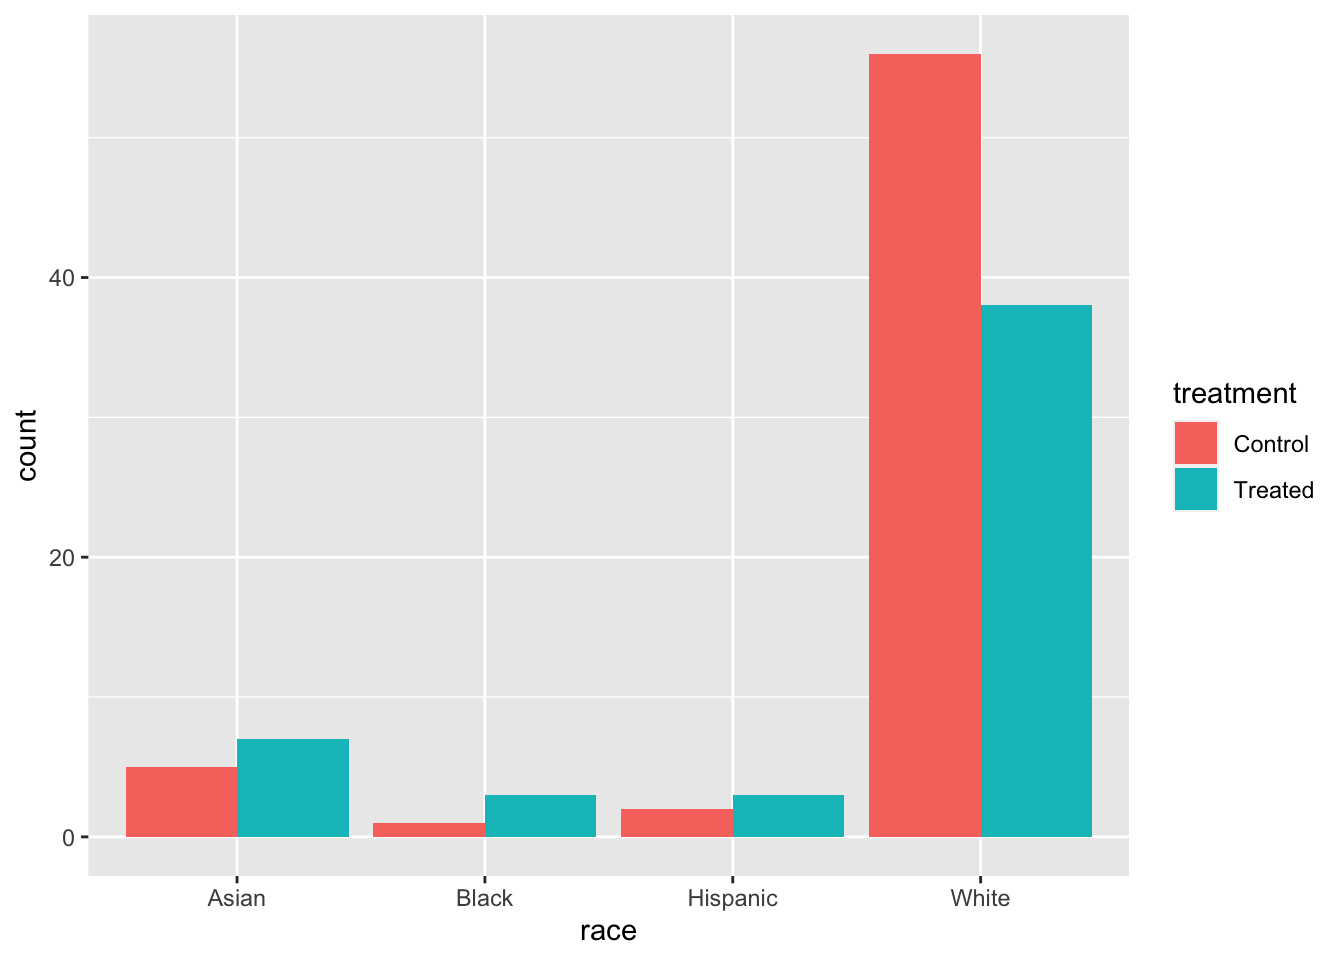 count
40
20
0
Asian
Black
Hispanic
White
race
treatment
Control
Treated